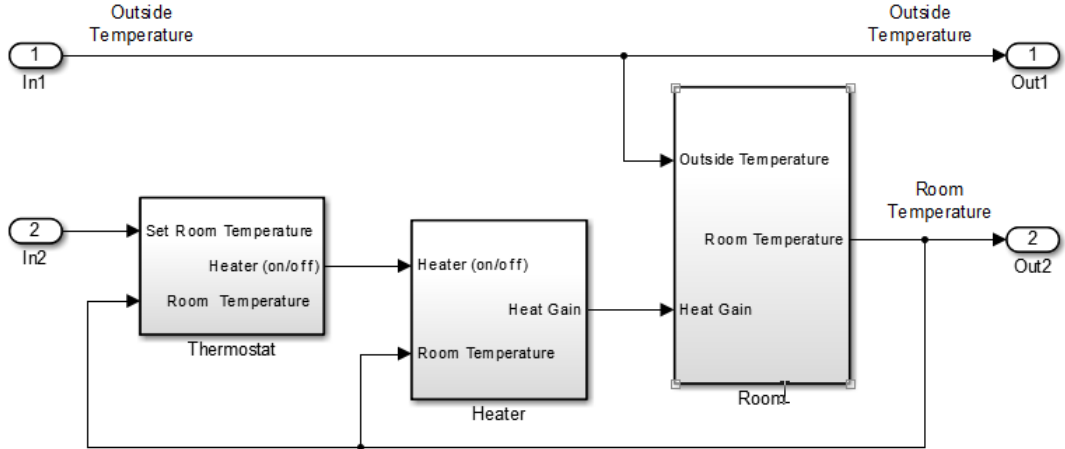 Outside
Temperature
1
In1
Outside
Temperature
1
Out1
Outside Temperature
Room Temperature
Heat Gain
Room
Room
Temperature
2
Out2
2
In2
Set Room Temperature
Heater (on/off)
Room Temperature
Thermostat
Heater (on/off)
Heat Gain
Room Temperature
Heater